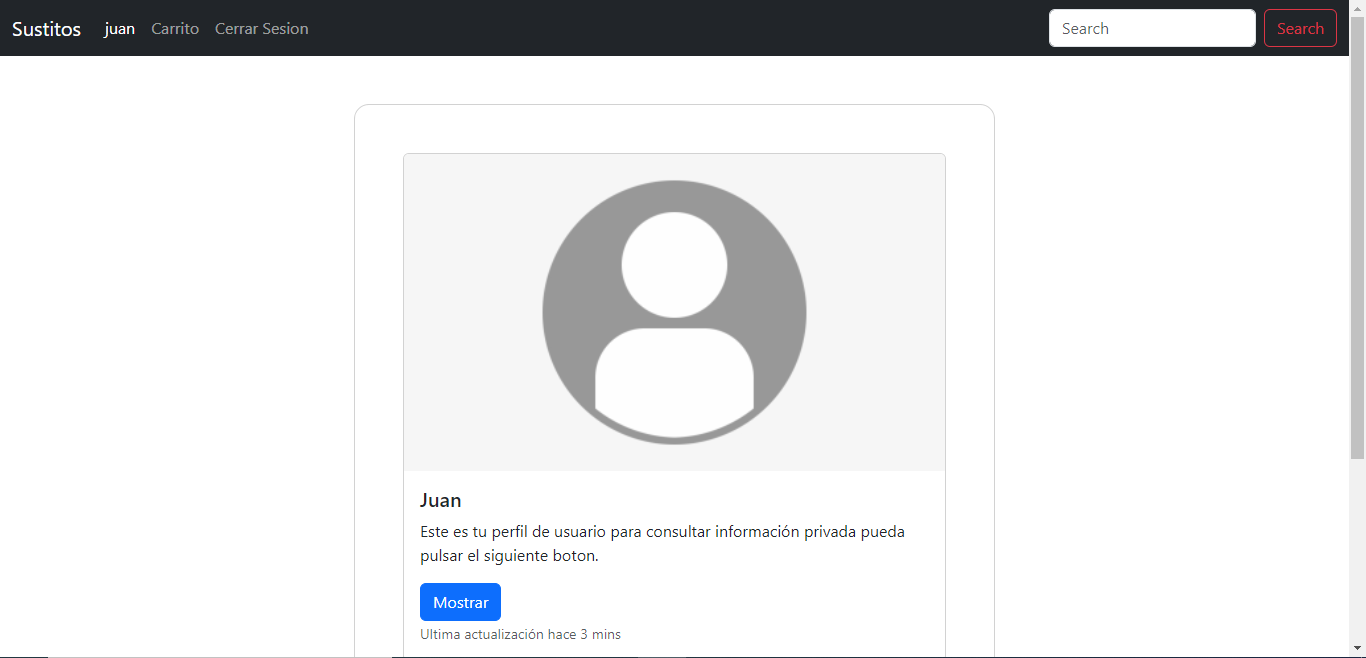 Sustitos juan Carrito Cerrar Sesion Search Search
Juan
Este es tu perfil de usuario para consultar información privada pueda
pulsar el siguiente boton.
Mostrar
Ultima actualización hace 3 mins